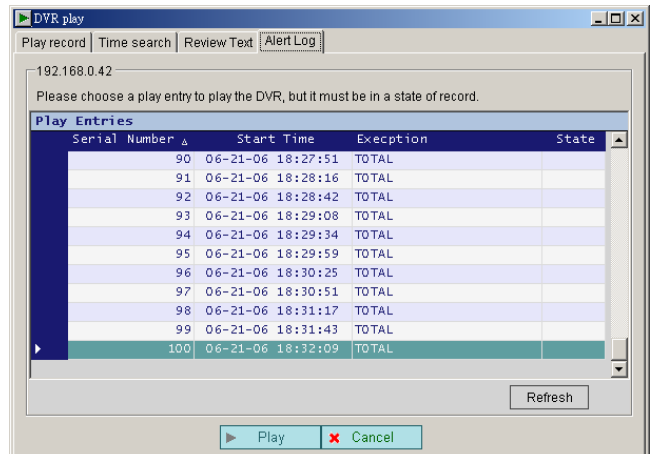 DVR play
Play record Time search Review Text Alert Log
192.168.0.42
Please choose a play entry to play the DVR, but it must be in a state of record.
Play Entries
Serial Number Start Time Execption State
90 06-21-06 18:27:51 TOTAL
91 06-21-06 18:28:16 TOTAL
92 06-21-06 18:28:42 TOTAL
93 06-21-06 18:29:08 TOTAL
94 06-21-06 18:29:34 TOTAL
95 06-21-06 18:29:59 TOTAL
96 06-21-06 18:30:25 TOTAL
97 06-21-06 18:30:51 TOTAL
98 06-21-06 18:31:17 TOTAL
99 06-21-06 18:31:43 TOTAL
100 06-21-06 18:32:09 TOTAL
Refresh
Play Cancel